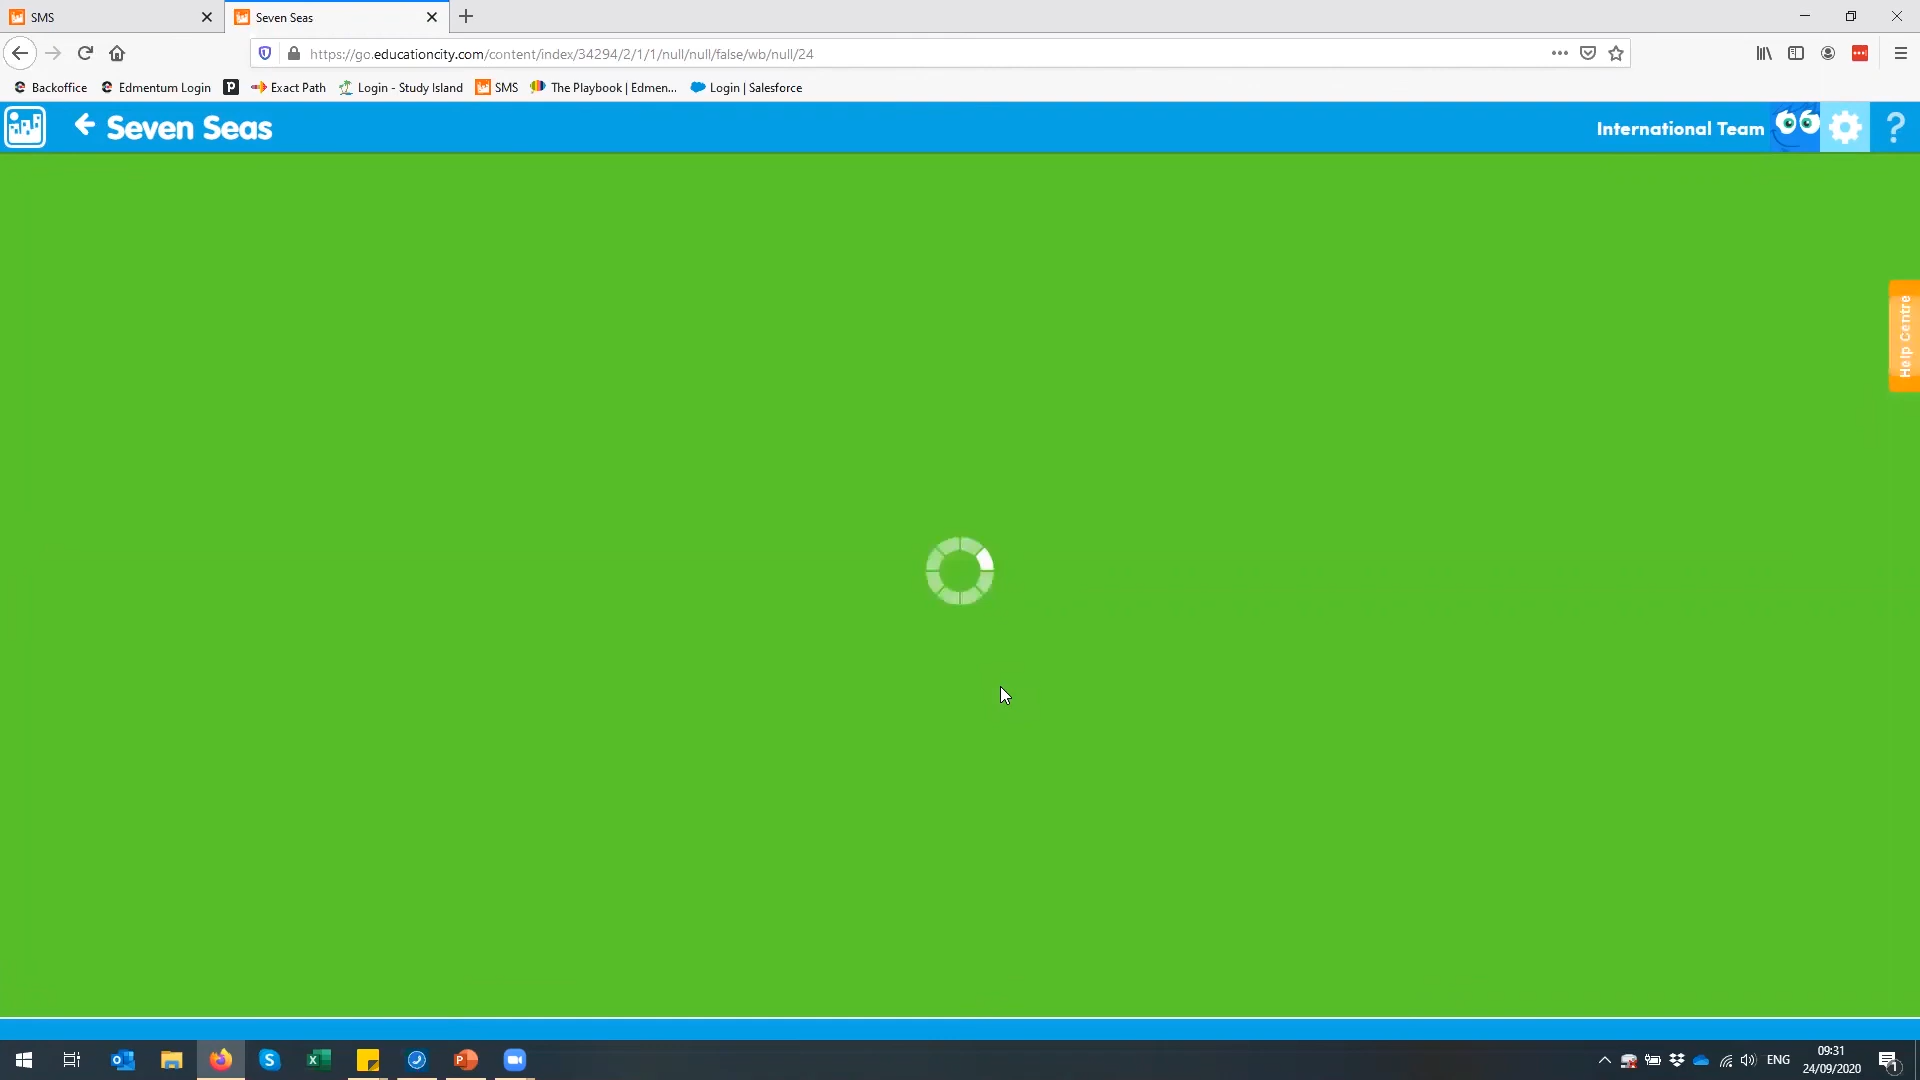 SMS
Seven Seas
https://go.educationcity.com/content/index/34294/2/1/1/null/null/false/wb/null/24
Backoffice
Edmentum Login
Exact Path
Login - Study Island
SMS
The Playbook | Edmen...
Login | Salesforce
Seven Seas
International Team
?
Help Centre
ENG
09:31
24/09/2020
1